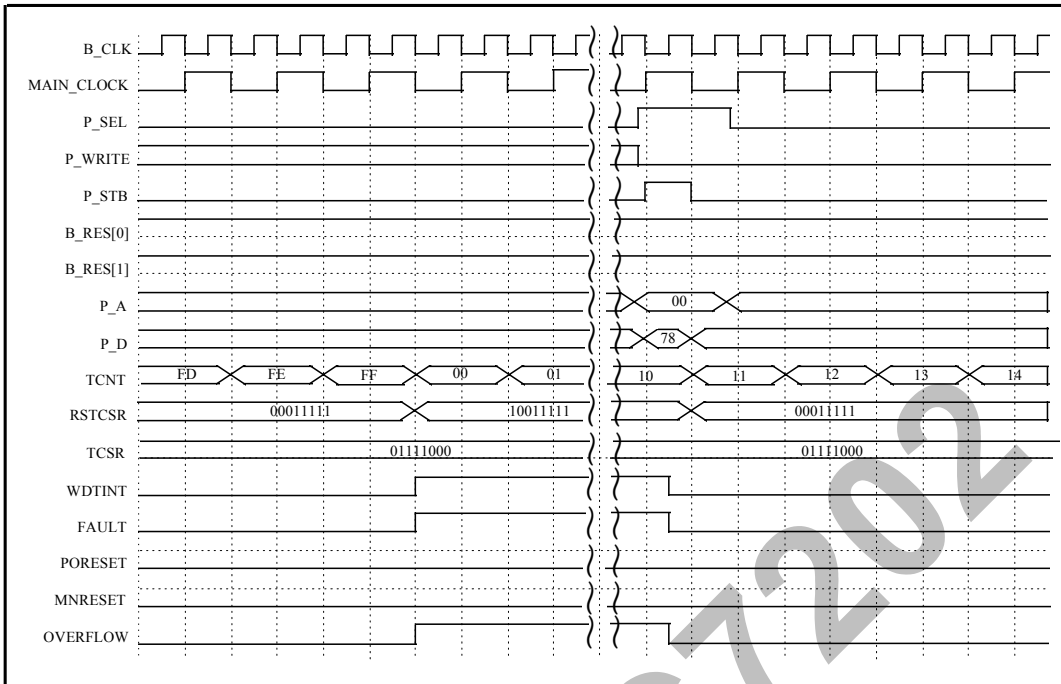 B_CLK
MAIN_CLOCK
P_SEL
P_WRITE
P_STB
B_RES[0]
B_RES[1]
P_A 00
P_D 78
TCNT FD FE FF 00 01 10 11 12 13 14
RSTCSR 00011111 10011111 00011111
TCSR 01111000 01111000
WDTINT
FAULT
PORESET
MNRESET
OVERFLOW